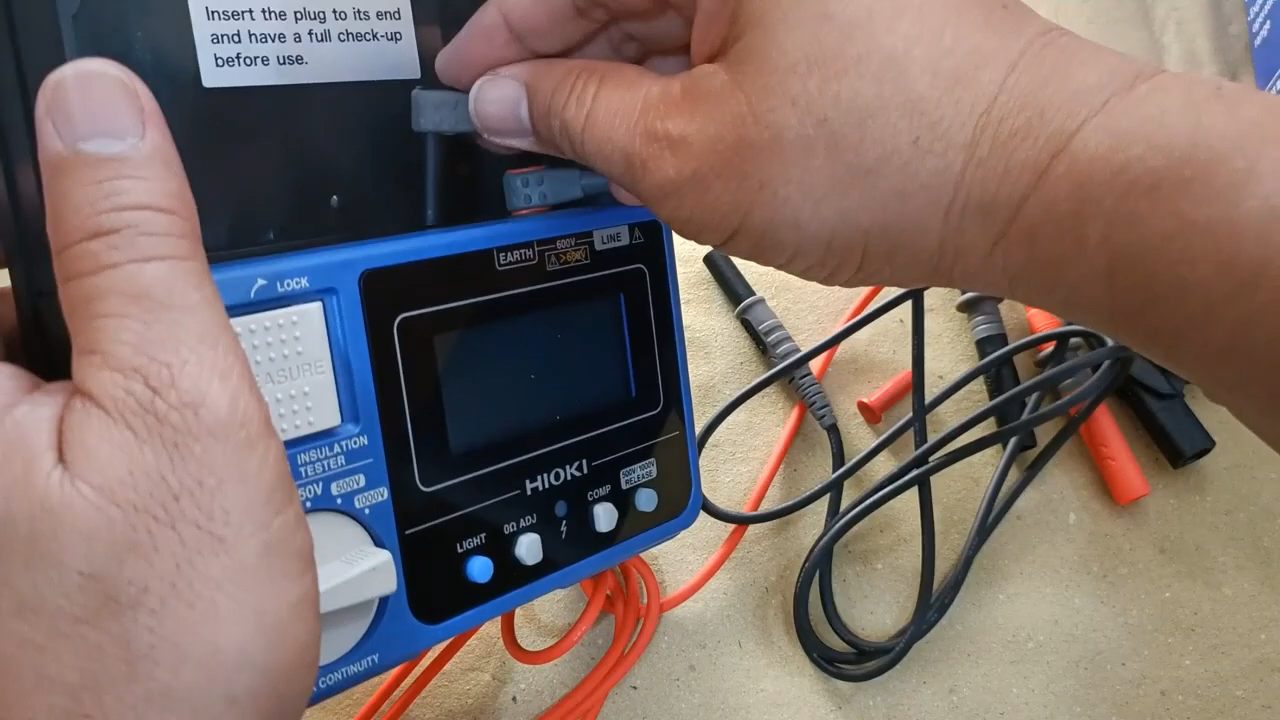 Insert the plug to its end
and have a full check-up
before use.
EARTH
600V
LINE
>600V
LOCK
INSULATION
TESTER
500V
1000V
HIOKI
500V/1000V
RELEASE
COMP
0Ω ADJ
LIGHT
CONTINUITY